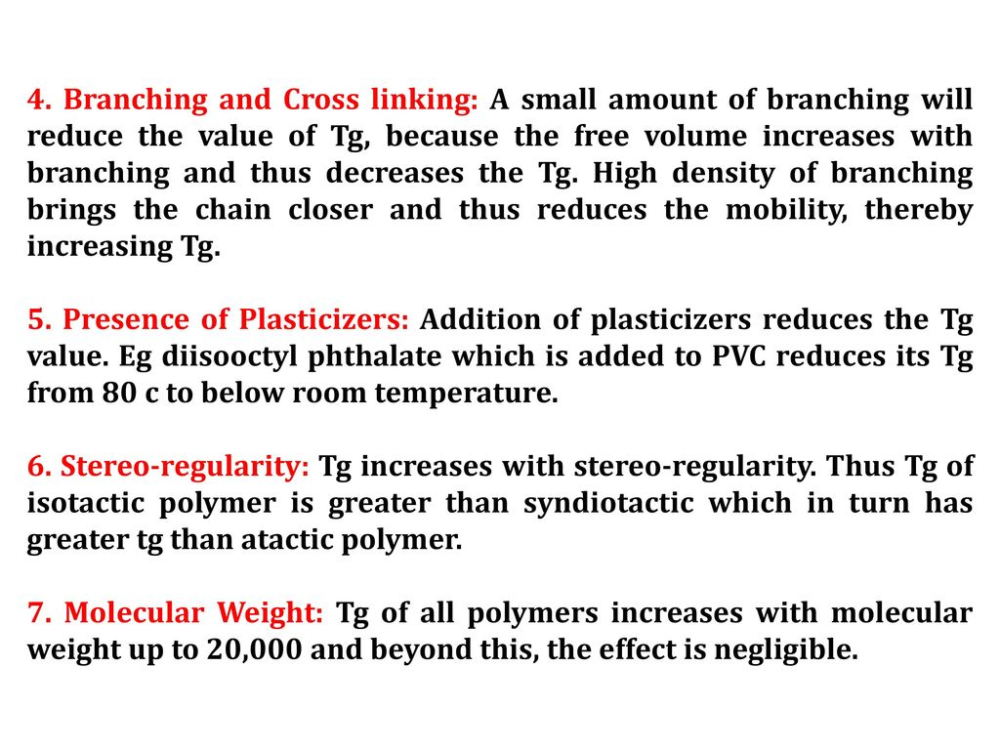 4. Branching and Cross linking: A small amount of branching will
reduce the value of Tg, because the free volume increases with
branching and thus decreases the Tg. High density of branching
brings the chain closer and thus reduces the mobility, thereby
increasing Tg.
5. Presence of Plasticizers: Addition of plasticizers reduces the Tg
value. Eg diisooctyl phthalate which is added to PVC reduces its Tg
from 80 c to below room temperature.
6. Stereo-regularity: Tg increases with stereo-regularity. Thus Tg of
isotactic polymer is greater than syndiotactic which in turn has
greater tg than atactic polymer.
7. Molecular Weight: Tg of all polymers increases with molecular
weight up to 20,000 and beyond this, the effect is negligible.